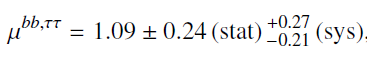 μ^{bb,ττ} = 1.09 ± 0.24 (stat) ^{+0.27}_{−0.21} (sys),